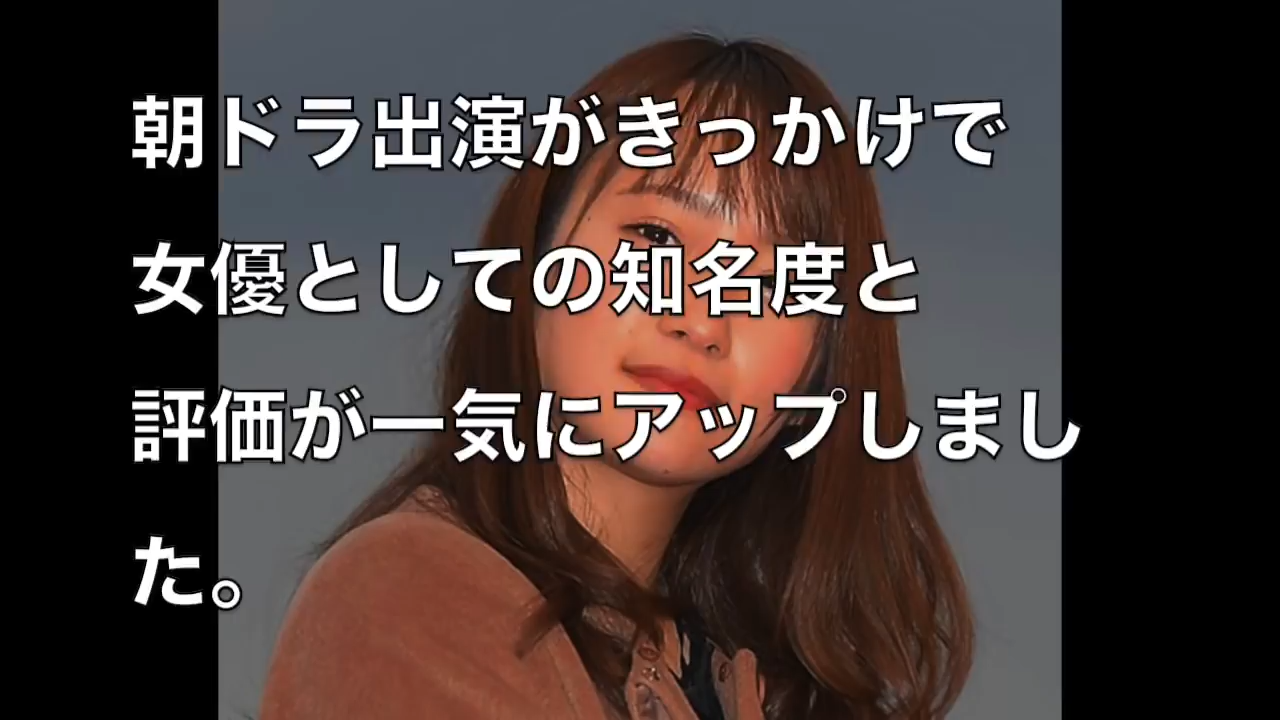 朝ドラ出演がきっかけで
女優としての知名度と
評価が一気にアップしまし
た。